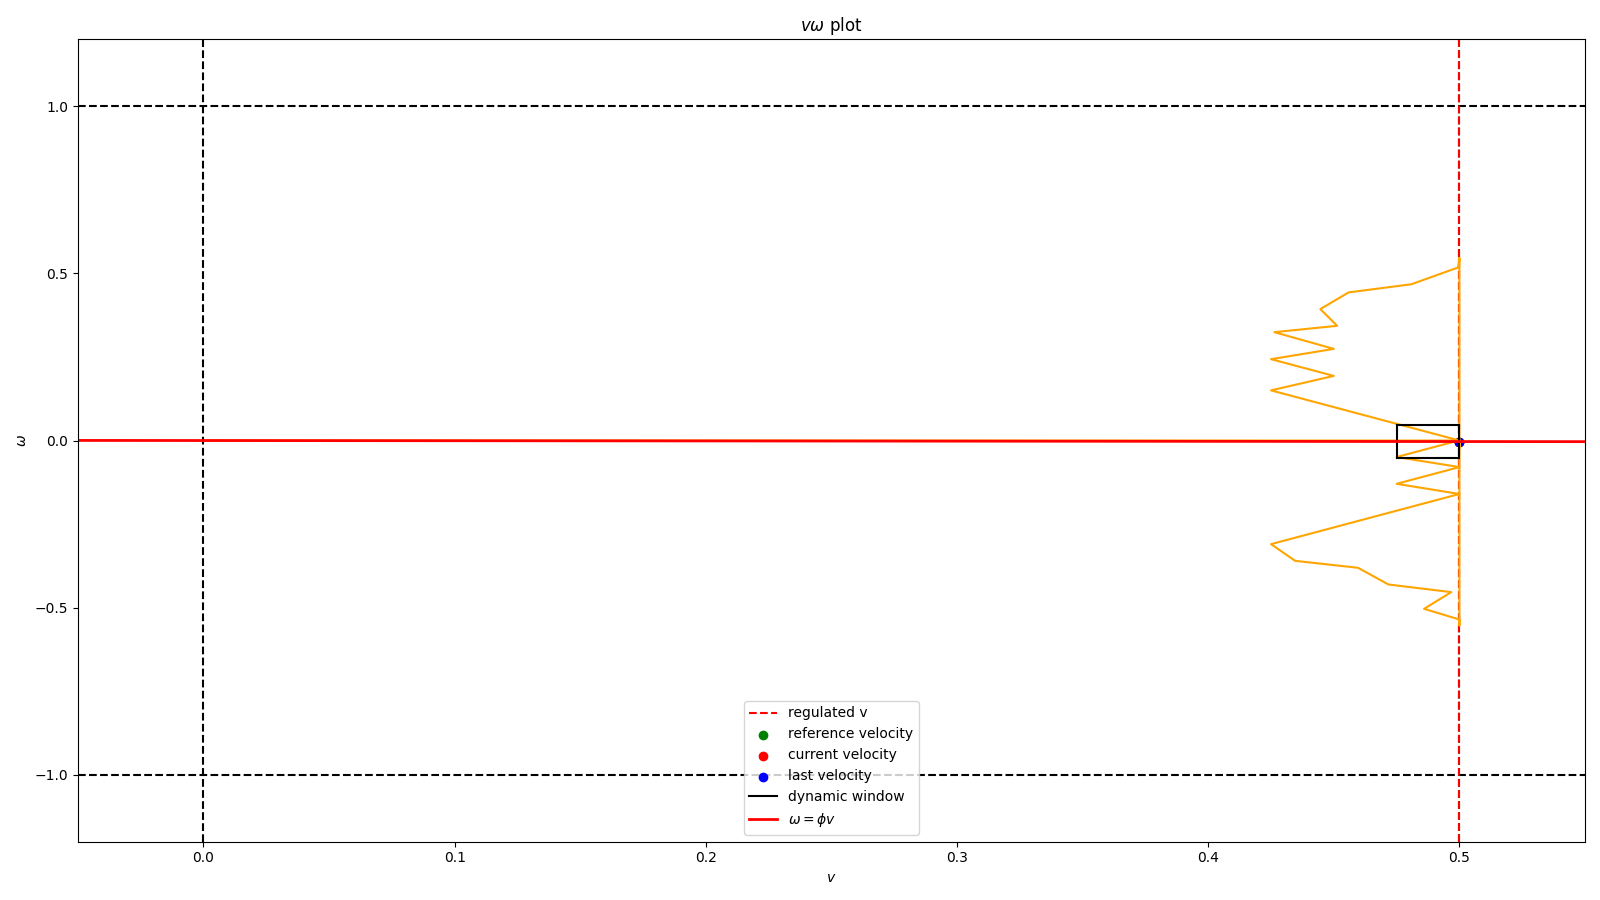 vω plot
1.0
0.5
0.0
−0.5
−1.0
ω
0.0 0.1 0.2 0.3 0.4 0.5
v
regulated v
reference velocity
current velocity
last velocity
dynamic window
ω = ϕv